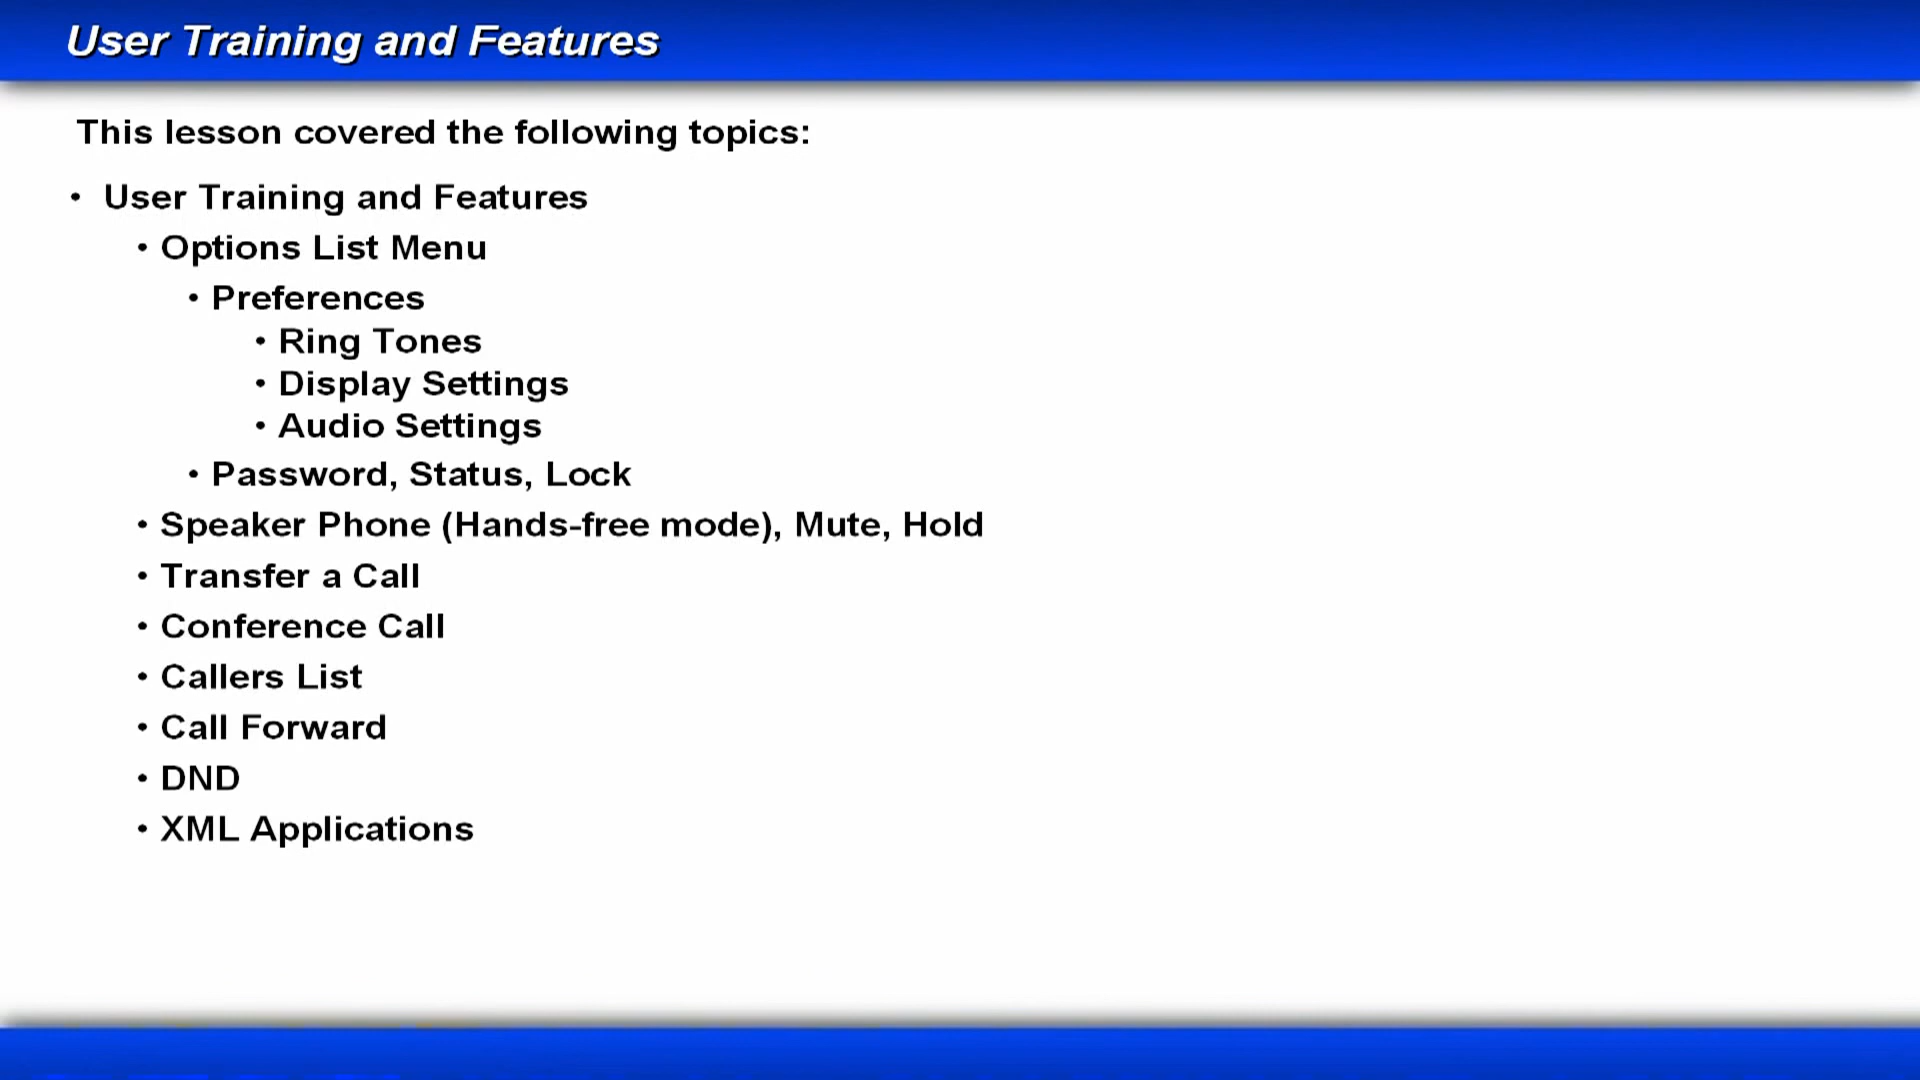 User Training and Features
This lesson covered the following topics:
• User Training and Features
• Options List Menu
• Preferences
• Ring Tones
• Display Settings
• Audio Settings
• Password, Status, Lock
• Speaker Phone (Hands-free mode), Mute, Hold
• Transfer a Call
• Conference Call
• Callers List
• Call Forward
• DND
• XML Applications